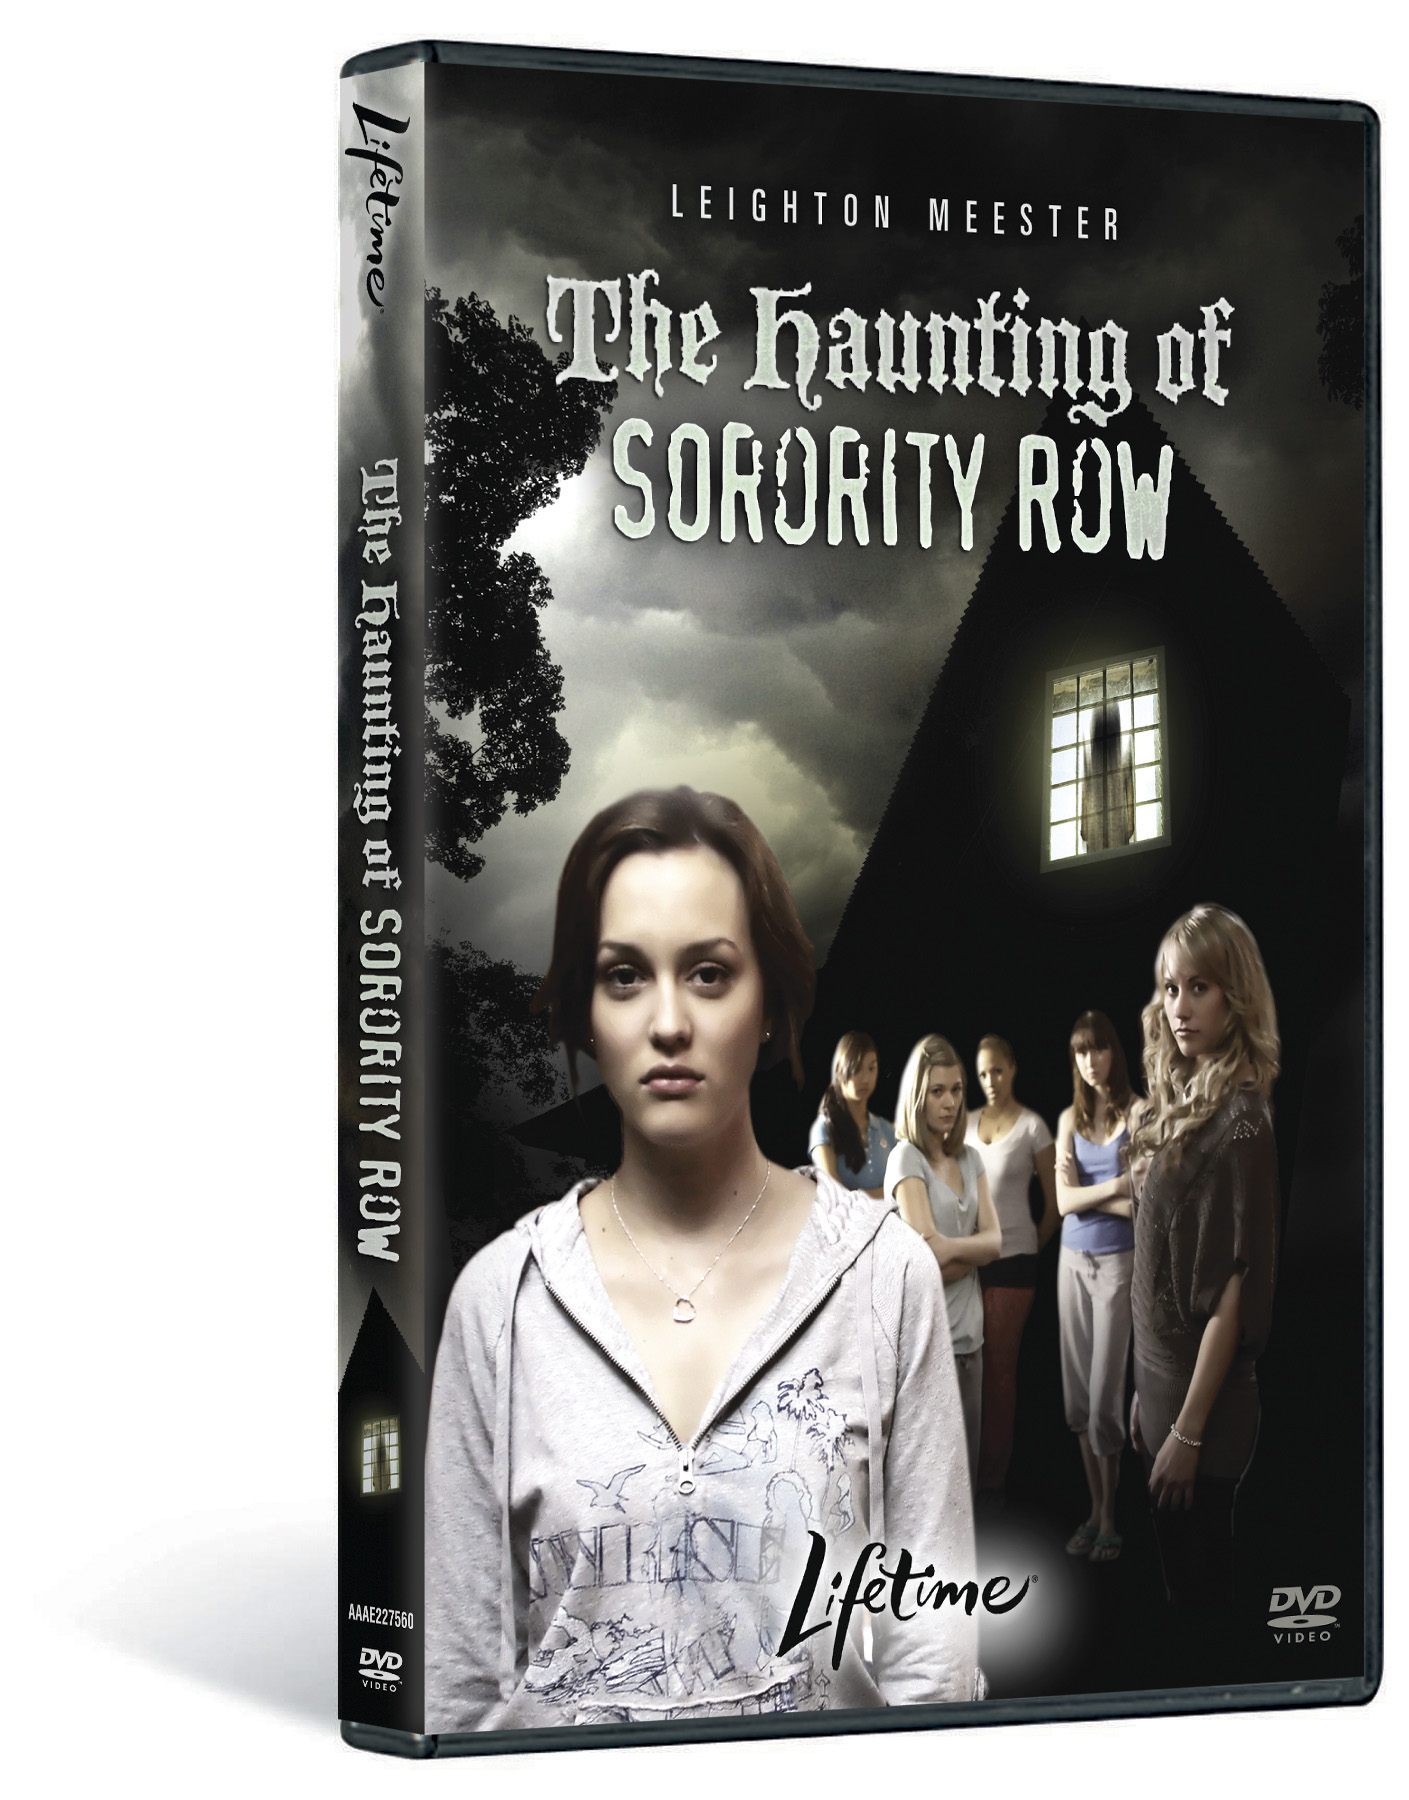 LEIGHTON MEESTER
The Haunting of
SORORITY ROW
Lifetime®
DVD
VIDEO
Lifetime
The Haunting of SORORITY ROW
AAAE227560
DVD
VIDEO